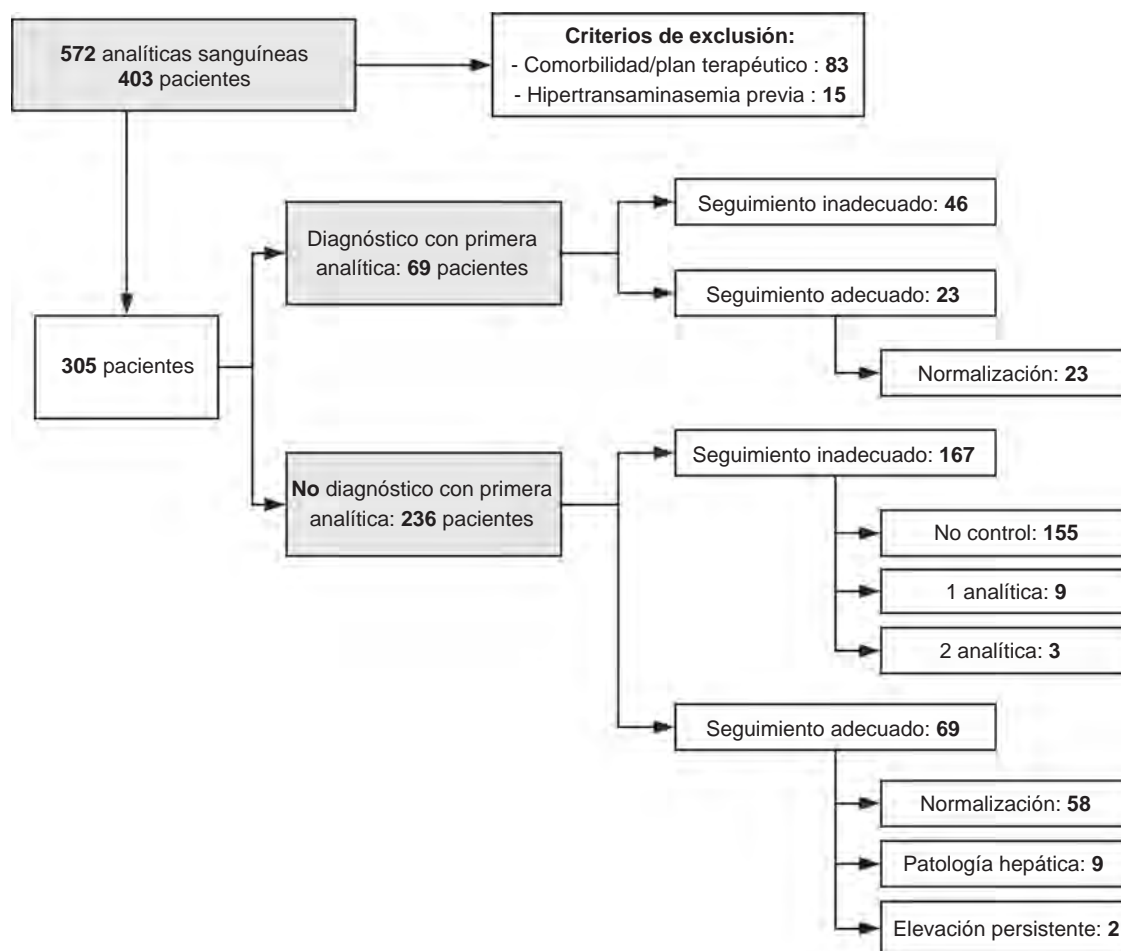 572 analíticas sanguíneas
403 pacientes
Criterios de exclusión:
- Comorbilidad/plan terapéutico : 83
- Hipertransaminasemia previa : 15
Diagnóstico con primera
analítica: 69 pacientes
Seguimiento inadecuado: 46
Seguimiento adecuado: 23
305 pacientes
Normalización: 23
No diagnóstico con primera
analítica: 236 pacientes
Seguimiento inadecuado: 167
No control: 155
1 analítica: 9
2 analítica: 3
Seguimiento adecuado: 69
Normalización: 58
Patología hepática: 9
Elevación persistente: 2